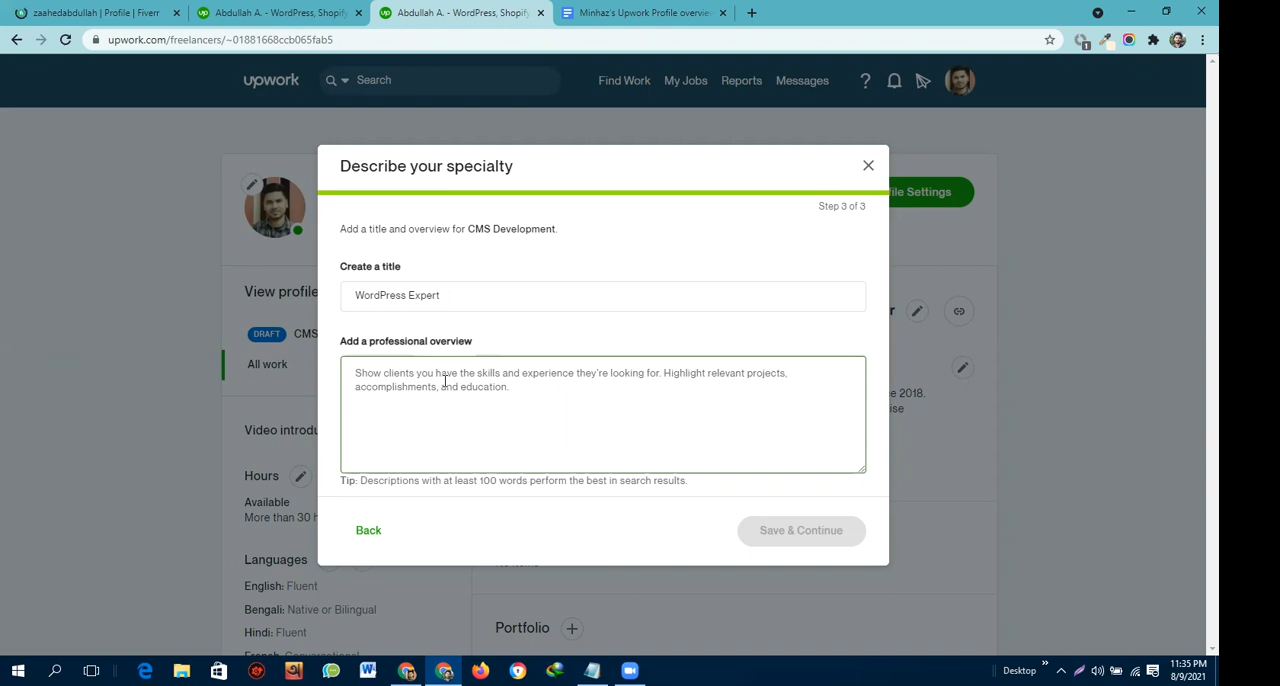 zaahedabdullah | Profile | Fiverr
Abdullah A. - WordPress, Shopify
Abdullah A. - WordPress, Shopify
Minhaz's Upwork Profile overvie
upwork.com/freelancers/~01881668ccb065fab5
1
upwork
Search
Find Work
My Jobs
Reports
Messages
?
Describe your specialty
file Settings
Step 3 of 3
Add a title and overview for CMS Development.
Create a title
View profile
WordPress Expert
r
DRAFT
CMS
Add a professional overview
All work
Show clients you have the skills and experience they're looking for. Highlight relevant projects,
accomplishments, and education.
e 2018.
ise
Video introdu
Hours
Tip: Descriptions with at least 100 words perform the best in search results.
Available
More than 30 h
Back
Save & Continue
Languages
English: Fluent
Bengali: Native or Bilingual
Hindi: Fluent
Portfolio
Desktop
11:35 PM
8/9/2021